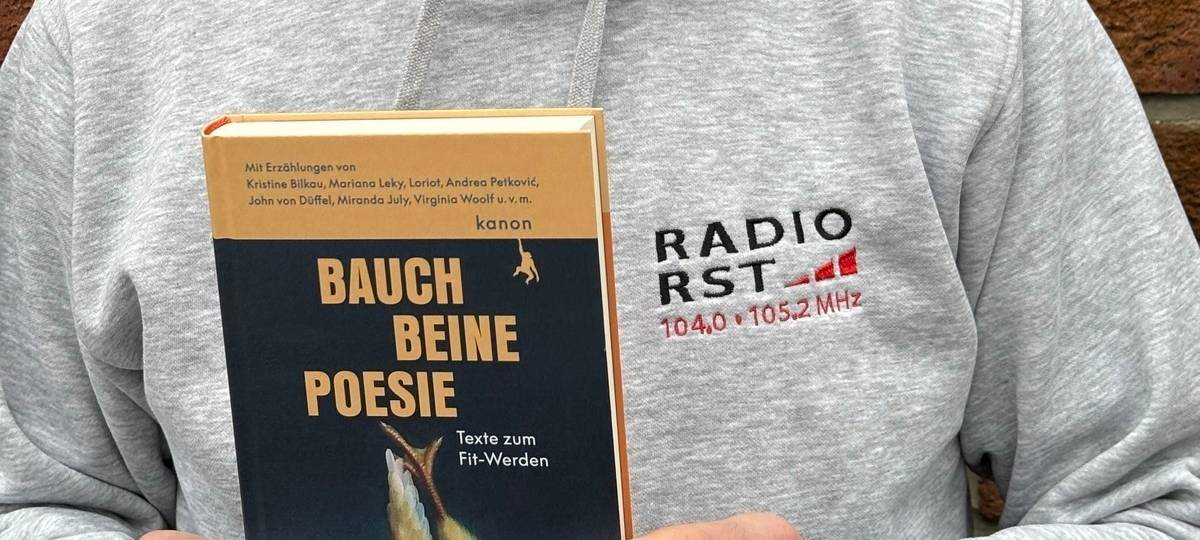 Mit Erzählungen von
Kristine Bilkau, Mariana Leky, Loriot, Andrea Petković,
John von Düffel, Miranda July, Virginia Woolf u. v. m.
kanon
BAUCH
BEINE
POESIE
Texte zum
Fit-Werden
RADIO
RST
104,0 • 105,2 MHz